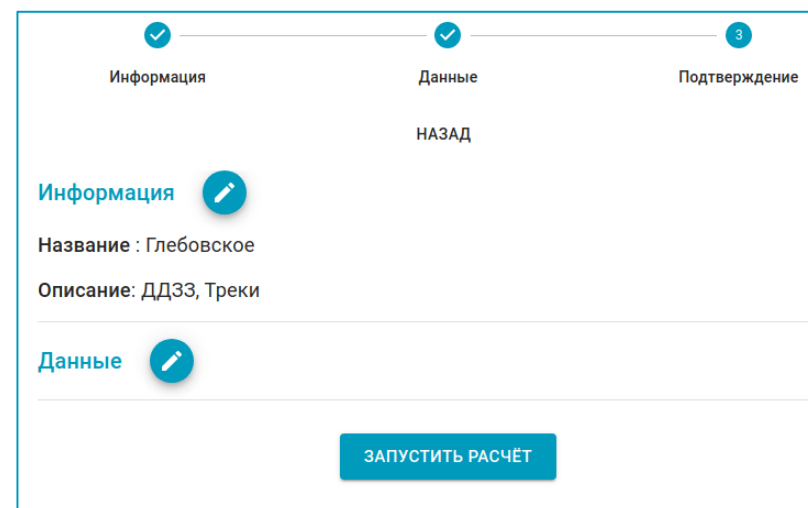 3
Информация Данные Подтверждение
НАЗАД
Информация
Название : Глебовское
Описание: ДДЗЗ, Треки
Данные
ЗАПУСТИТЬ РАСЧЁТ